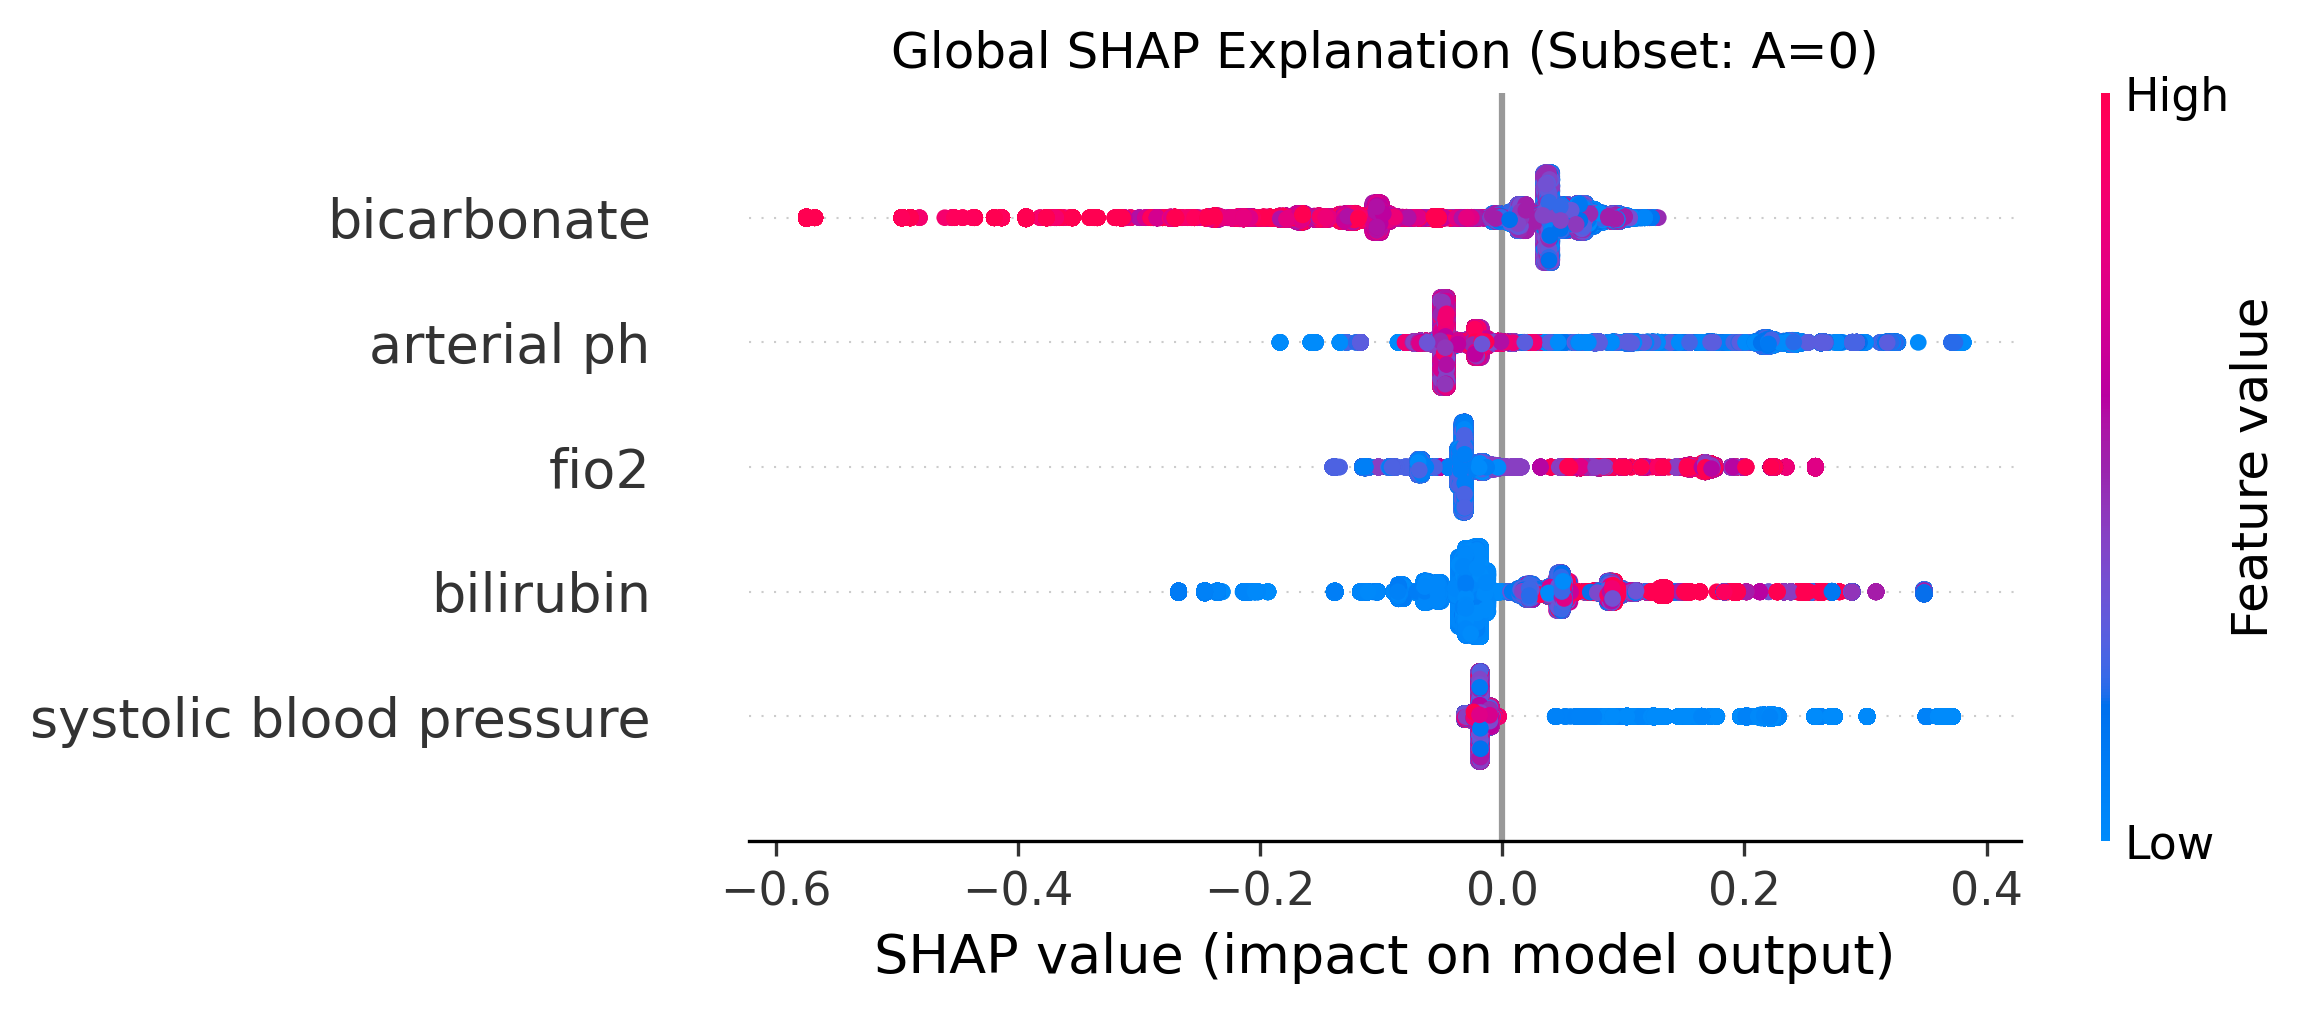 Global SHAP Explanation (Subset: A=0)
High
bicarbonate
arterial ph
fio2
bilirubin
systolic blood pressure
Feature value
Low
−0.6
−0.4
−0.2
0.0
0.2
0.4
SHAP value (impact on model output)